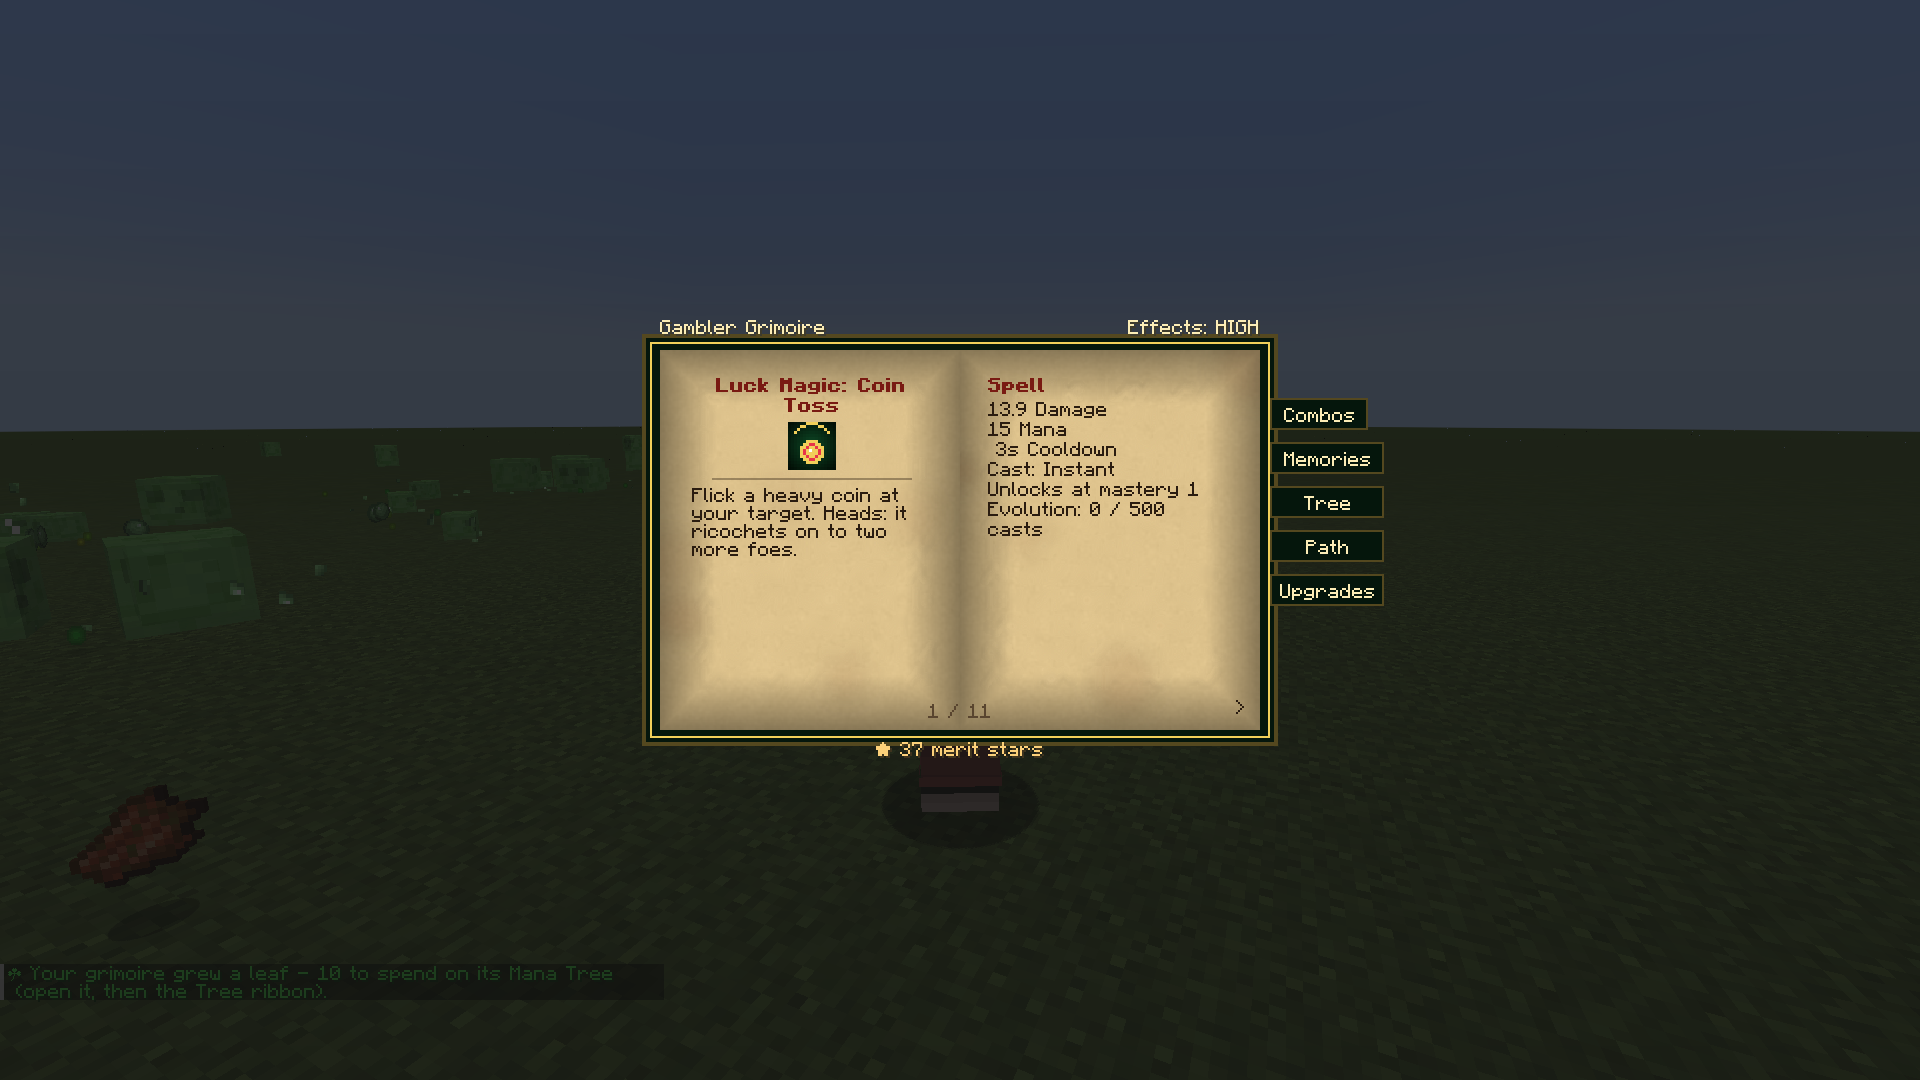 Gambler Grimoire
Effects: HIGH
Luck Magic: Coin
Toss
Flick a heavy coin at
your target. Heads: it
ricochets on to two
more foes.
Spell
13.9 Damage
15 Mana
3s Cooldown
Cast: Instant
Unlocks at mastery 1
Evolution: 0 / 500
casts
1 / 11
>
Combos
Memories
Tree
Path
Upgrades
★ 37 merit stars
☘ Your grimoire grew a leaf - 10 to spend on its Mana Tree
(open it, then the Tree ribbon).